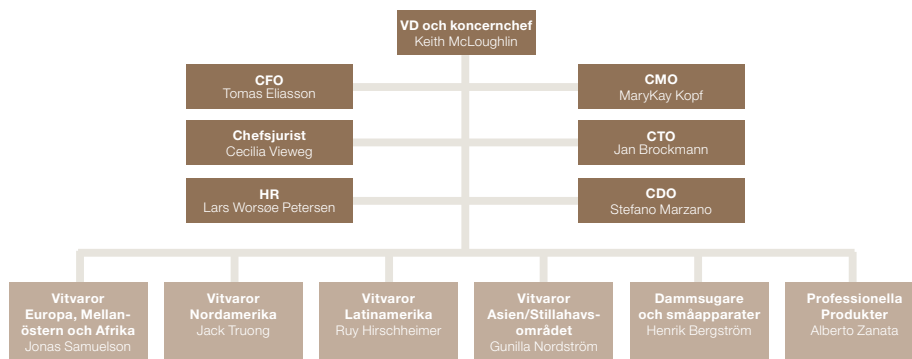 VD och koncernchef
Keith McLoughlin
CFO
Tomas Eliasson
CMO
MaryKay Kopf
Chefsjurist
Cecilia Vieweg
CTO
Jan Brockmann
HR
Lars Worsøe Petersen
CDO
Stefano Marzano
Vitvaror
Europa, Mellan-
östern och Afrika
Jonas Samuelson
Vitvaror
Nordamerika
Jack Truong
Vitvaror
Latinamerika
Ruy Hirschheimer
Vitvaror
Asien/Stillahavs-
området
Gunilla Nordström
Dammsugare
och småapparater
Henrik Bergström
Professionella
Produkter
Alberto Zanata